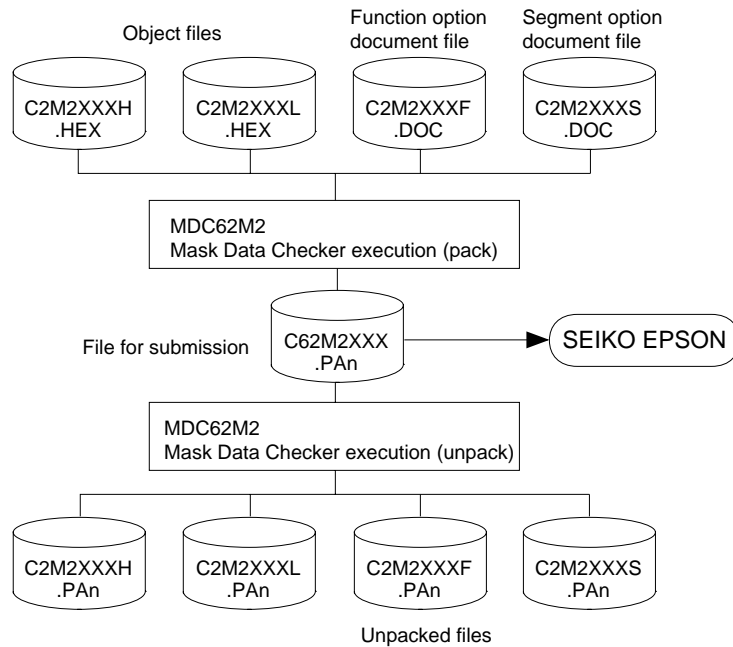 Object files
Function option
document file
Segment option
document file
C2M2XXXH
.HEX
C2M2XXXL
.HEX
C2M2XXXF
.DOC
C2M2XXXS
.DOC
MDC62M2
Mask Data Checker execution (pack)
File for submission
C62M2XXX
.PAn
SEIKO EPSON
MDC62M2
Mask Data Checker execution (unpack)
C2M2XXXH
.PAn
C2M2XXXL
.PAn
C2M2XXXF
.PAn
C2M2XXXS
.PAn
Unpacked files